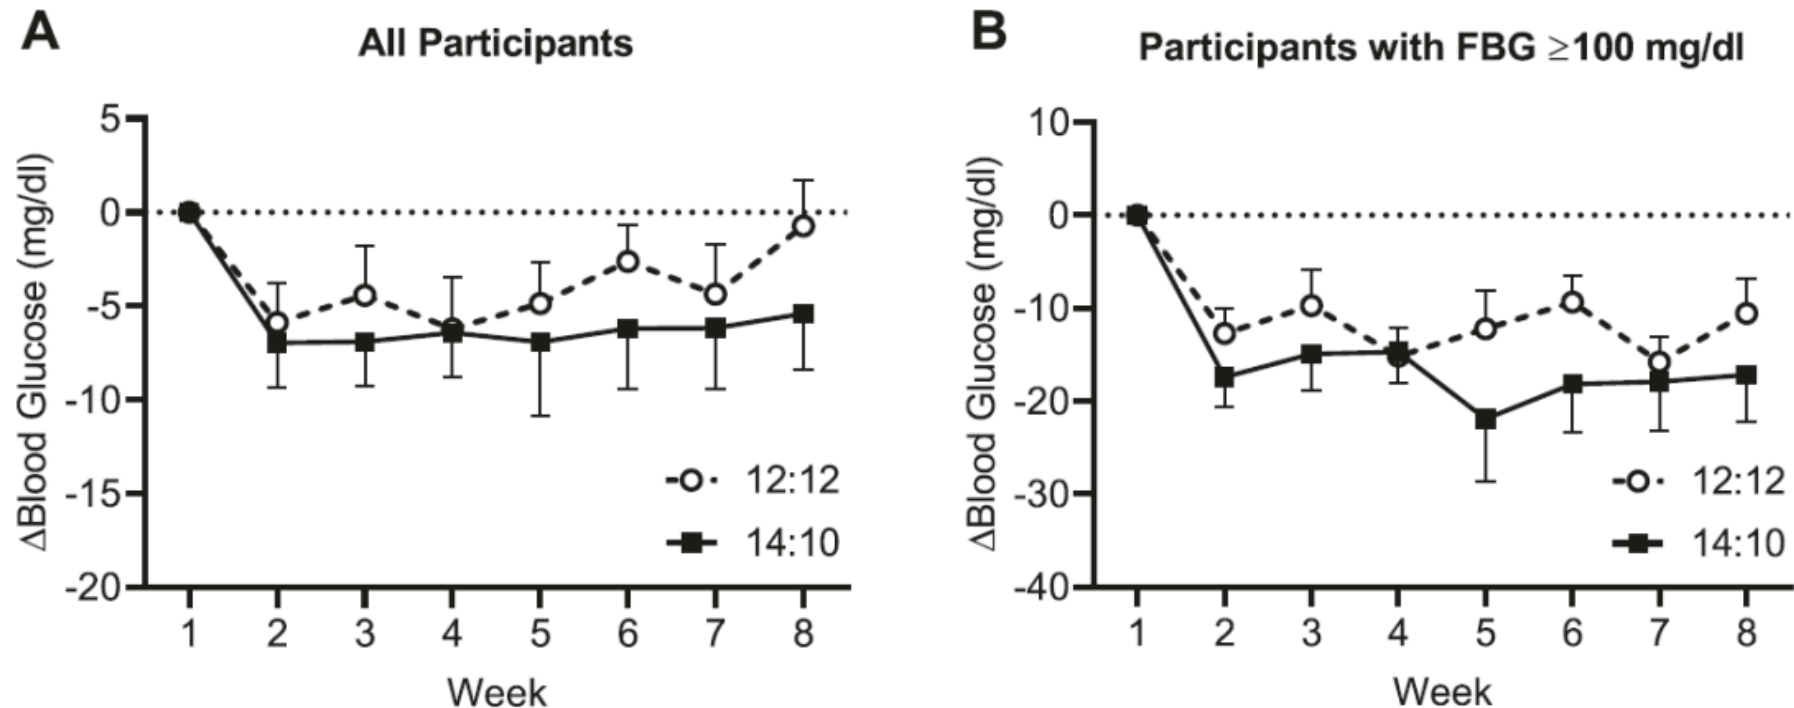 A
All Participants
5
0
-5
-10
-15
-20
ΔBlood Glucose (mg/dl)
12:12
14:10
1 2 3 4 5 6 7 8
Week
B
Participants with FBG ≥100 mg/dl
10
0
-10
-20
-30
-40
ΔBlood Glucose (mg/dl)
12:12
14:10
1 2 3 4 5 6 7 8
Week